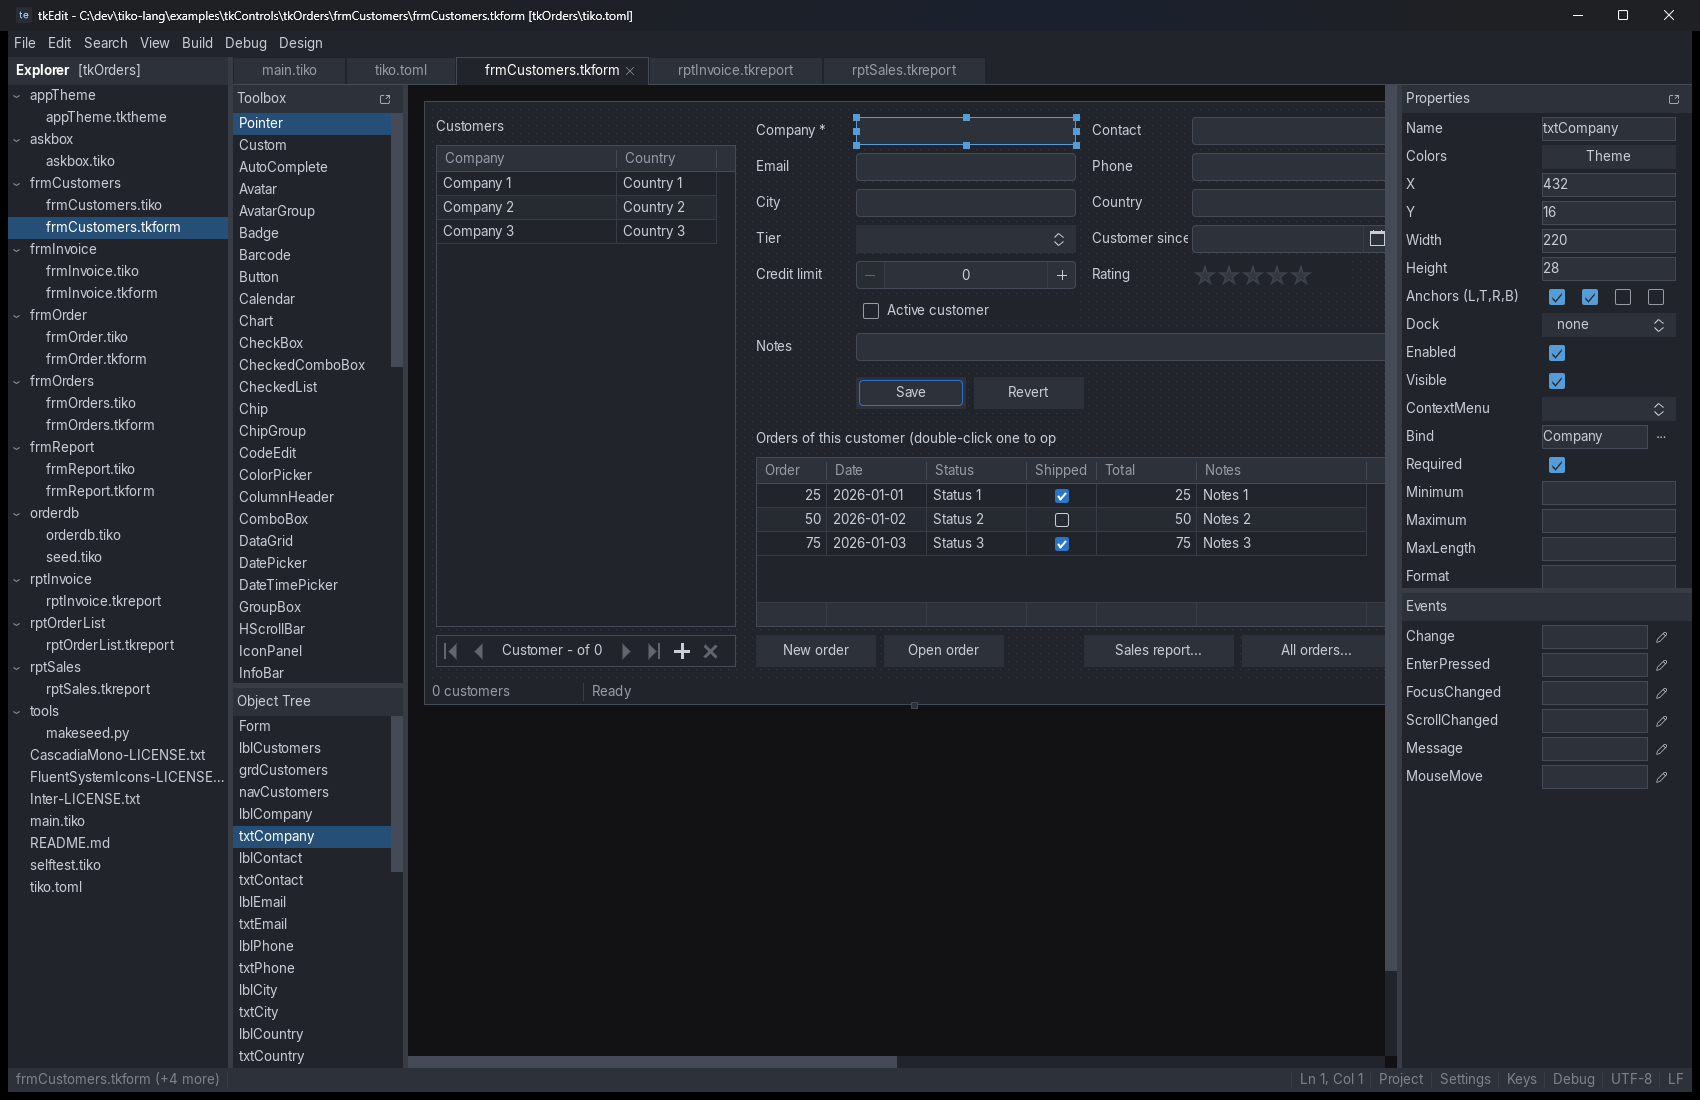 te tkEdit - C:\dev\tiko-lang\examples\tkControls\tkOrders\frmCustomers\frmCustomers.tkform [tkOrders\tiko.toml]
File Edit Search View Build Debug Design
Explorer [tkOrders]
main.tiko
tiko.toml
frmCustomers.tkform
rptInvoice.tkreport
rptSales.tkreport
appTheme
appTheme.tktheme
askbox
askbox.tiko
frmCustomers
frmCustomers.tiko
frmCustomers.tkform
frmInvoice
frmInvoice.tiko
frmInvoice.tkform
frmOrder
frmOrder.tiko
frmOrder.tkform
frmOrders
frmOrders.tiko
frmOrders.tkform
frmReport
frmReport.tiko
frmReport.tkform
orderdb
orderdb.tiko
seed.tiko
rptInvoice
rptInvoice.tkreport
rptOrderList
rptOrderList.tkreport
rptSales
rptSales.tkreport
tools
makeseed.py
CascadiaMono-LICENSE.txt
FluentSystemIcons-LICENSE...
Inter-LICENSE.txt
main.tiko
README.md
selftest.tiko
tiko.toml
Toolbox
Pointer
Custom
AutoComplete
Avatar
AvatarGroup
Badge
Barcode
Button
Calendar
Chart
CheckBox
CheckedComboBox
CheckedList
Chip
ChipGroup
CodeEdit
ColorPicker
ColumnHeader
ComboBox
DataGrid
DatePicker
DateTimePicker
GroupBox
HScrollBar
IconPanel
InfoBar
Object Tree
Form
lblCustomers
grdCustomers
navCustomers
lblCompany
txtCompany
lblContact
txtContact
lblEmail
txtEmail
lblPhone
txtPhone
lblCity
txtCity
lblCountry
txtCountry
Customers
Company Country
Company 1 Country 1
Company 2 Country 2
Company 3 Country 3
Customer - of 0
0 customers Ready
Company * Contact
Email Phone
City Country
Tier Customer since
Credit limit 0 Rating
Active customer
Notes
Save Revert
Orders of this customer (double-click one to op
Order Date Status Shipped Total Notes
25 2026-01-01 Status 1 25 Notes 1
50 2026-01-02 Status 2 50 Notes 2
75 2026-01-03 Status 3 75 Notes 3
New order Open order Sales report... All orders...
Properties
Name txtCompany
Colors Theme
X 432
Y 16
Width 220
Height 28
Anchors (L,T,R,B)
Dock none
Enabled
Visible
ContextMenu
Bind Company ...
Required
Minimum
Maximum
MaxLength
Format
Events
Change
EnterPressed
FocusChanged
ScrollChanged
Message
MouseMove
frmCustomers.tkform (+4 more)
Ln 1, Col 1 Project Settings Keys Debug UTF-8 LF